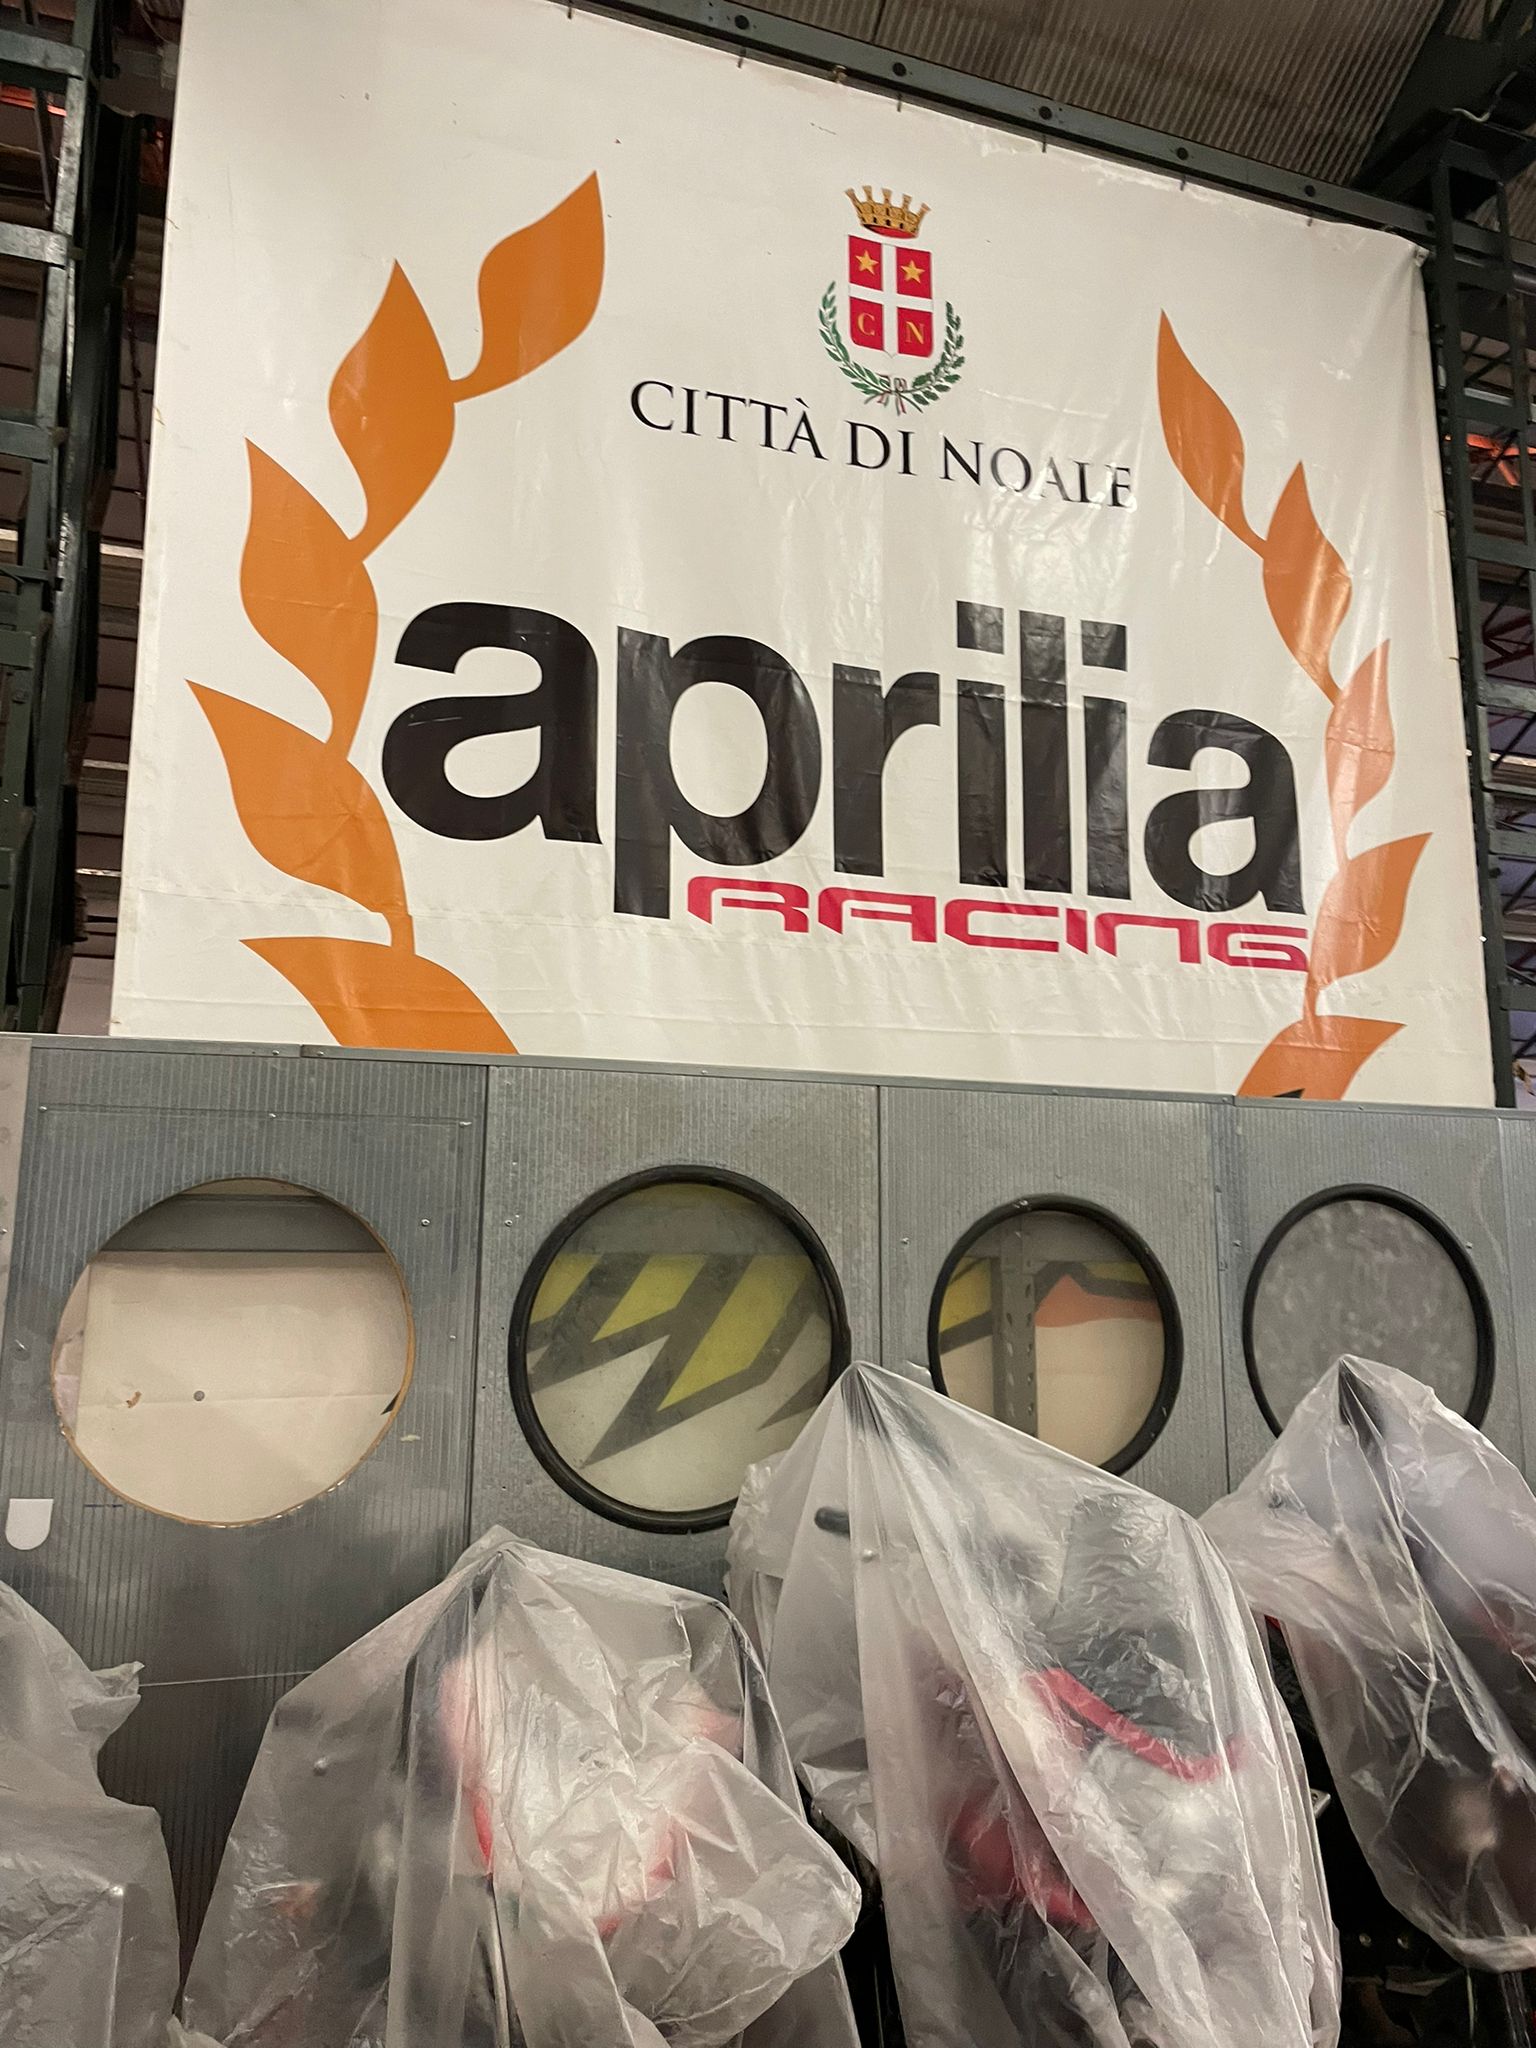 C N
CITTÀ DI NOALE
aprilia
RACING